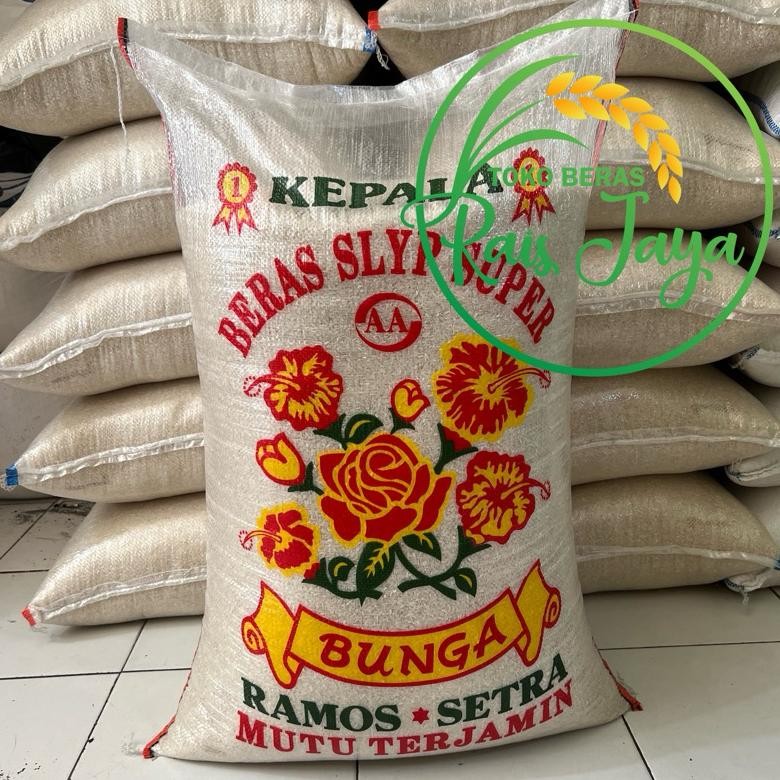 1 KEPALA 1
BERAS SLYP SUPER
AA
BUNGA
RAMOS ★ SETRA
MUTU TERJAMIN
TOKO BERAS
Rais Jaya